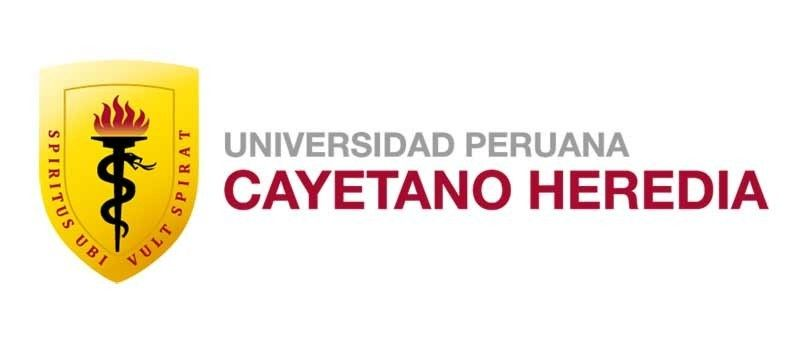 SPIRITUS UBI VULT SPIRAT
UNIVERSIDAD PERUANA
CAYETANO HEREDIA